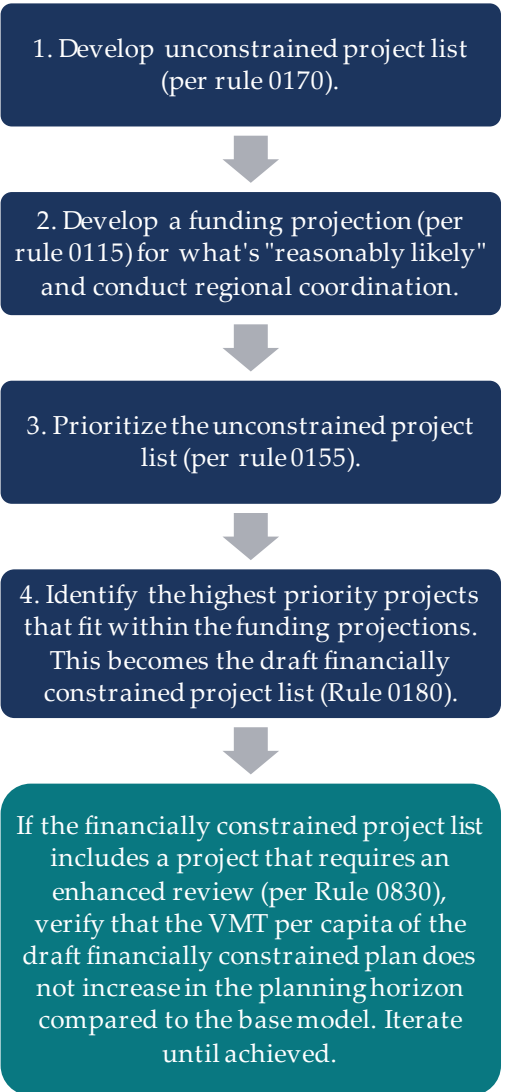 1. Develop unconstrained project list
(per rule 0170).
2. Develop a funding projection (per
rule 0115) for what's "reasonably likely"
and conduct regional coordination.
3. Prioritize the unconstrained project
list (per rule 0155).
4. Identify the highest priority projects
that fit within the funding projections.
This becomes the draft financially
constrained project list (Rule 0180).
If the financially constrained project list
includes a project that requires an
enhanced review (per Rule 0830),
verify that the VMT per capita of the
draft financially constrained plan does
not increase in the planning horizon
compared to the base model. Iterate
until achieved.